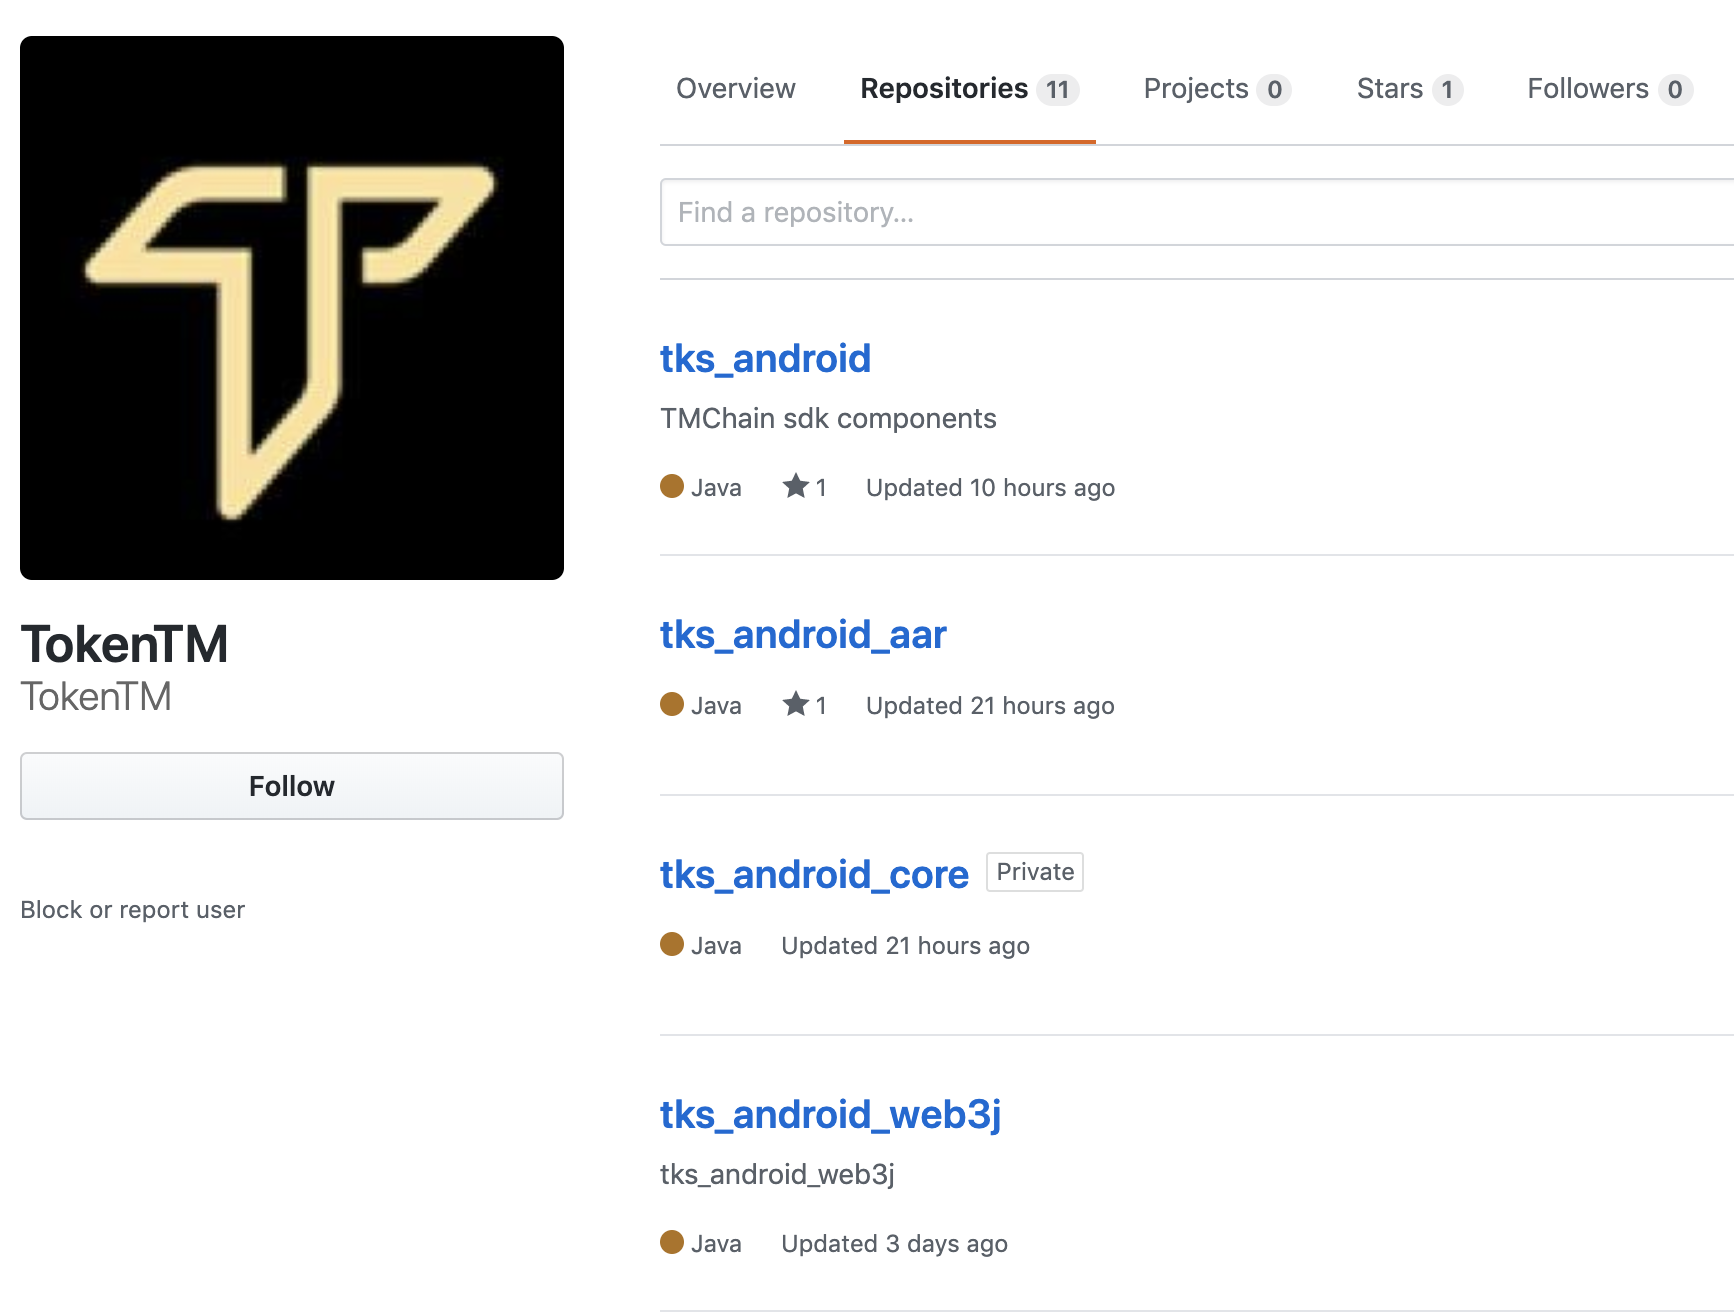 Overview Repositories 11 Projects 0 Stars 1 Followers 0
Find a repository...
tks_android
TMChain sdk components
Java 1 Updated 10 hours ago
tks_android_aar
Java 1 Updated 21 hours ago
tks_android_core Private
Java Updated 21 hours ago
tks_android_web3j
tks_android_web3j
Java Updated 3 days ago
TokenTM
TokenTM
Follow
Block or report user